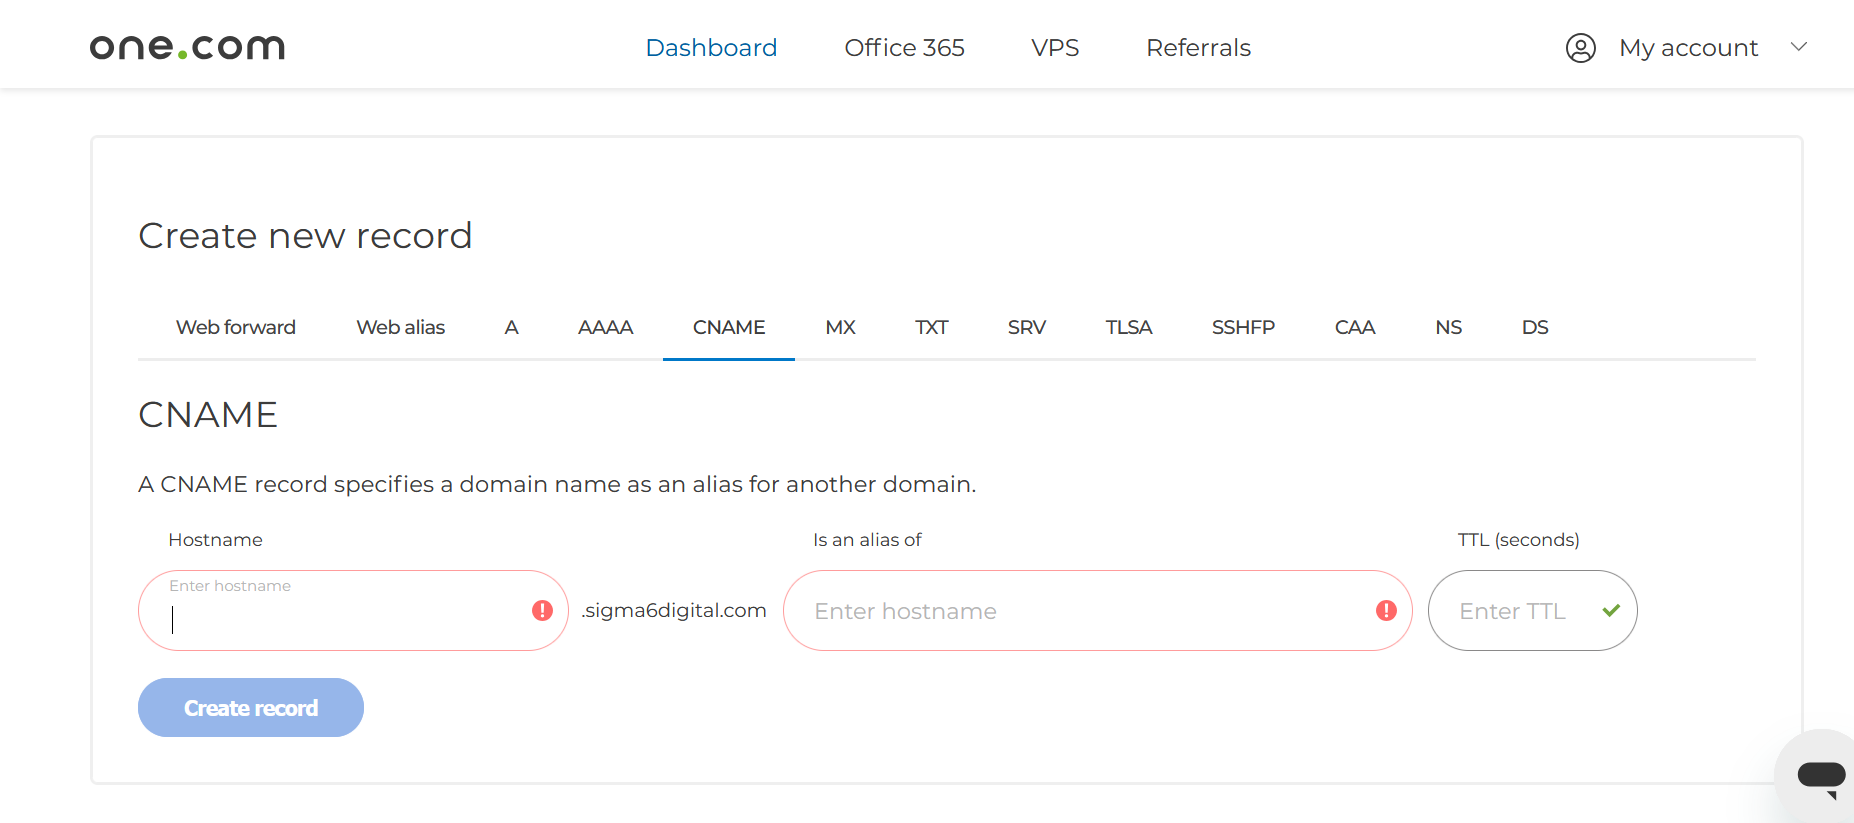 one.com
Dashboard
Office 365
VPS
Referrals
My account
Create new record
Web forward
Web alias
A
AAAA
CNAME
MX
TXT
SRV
TLSA
SSHFP
CAA
NS
DS
CNAME
A CNAME record specifies a domain name as an alias for another domain.
Hostname
Is an alias of
TTL (seconds)
Enter hostname
.sigma6digital.com
Enter hostname
Enter TTL
Create record